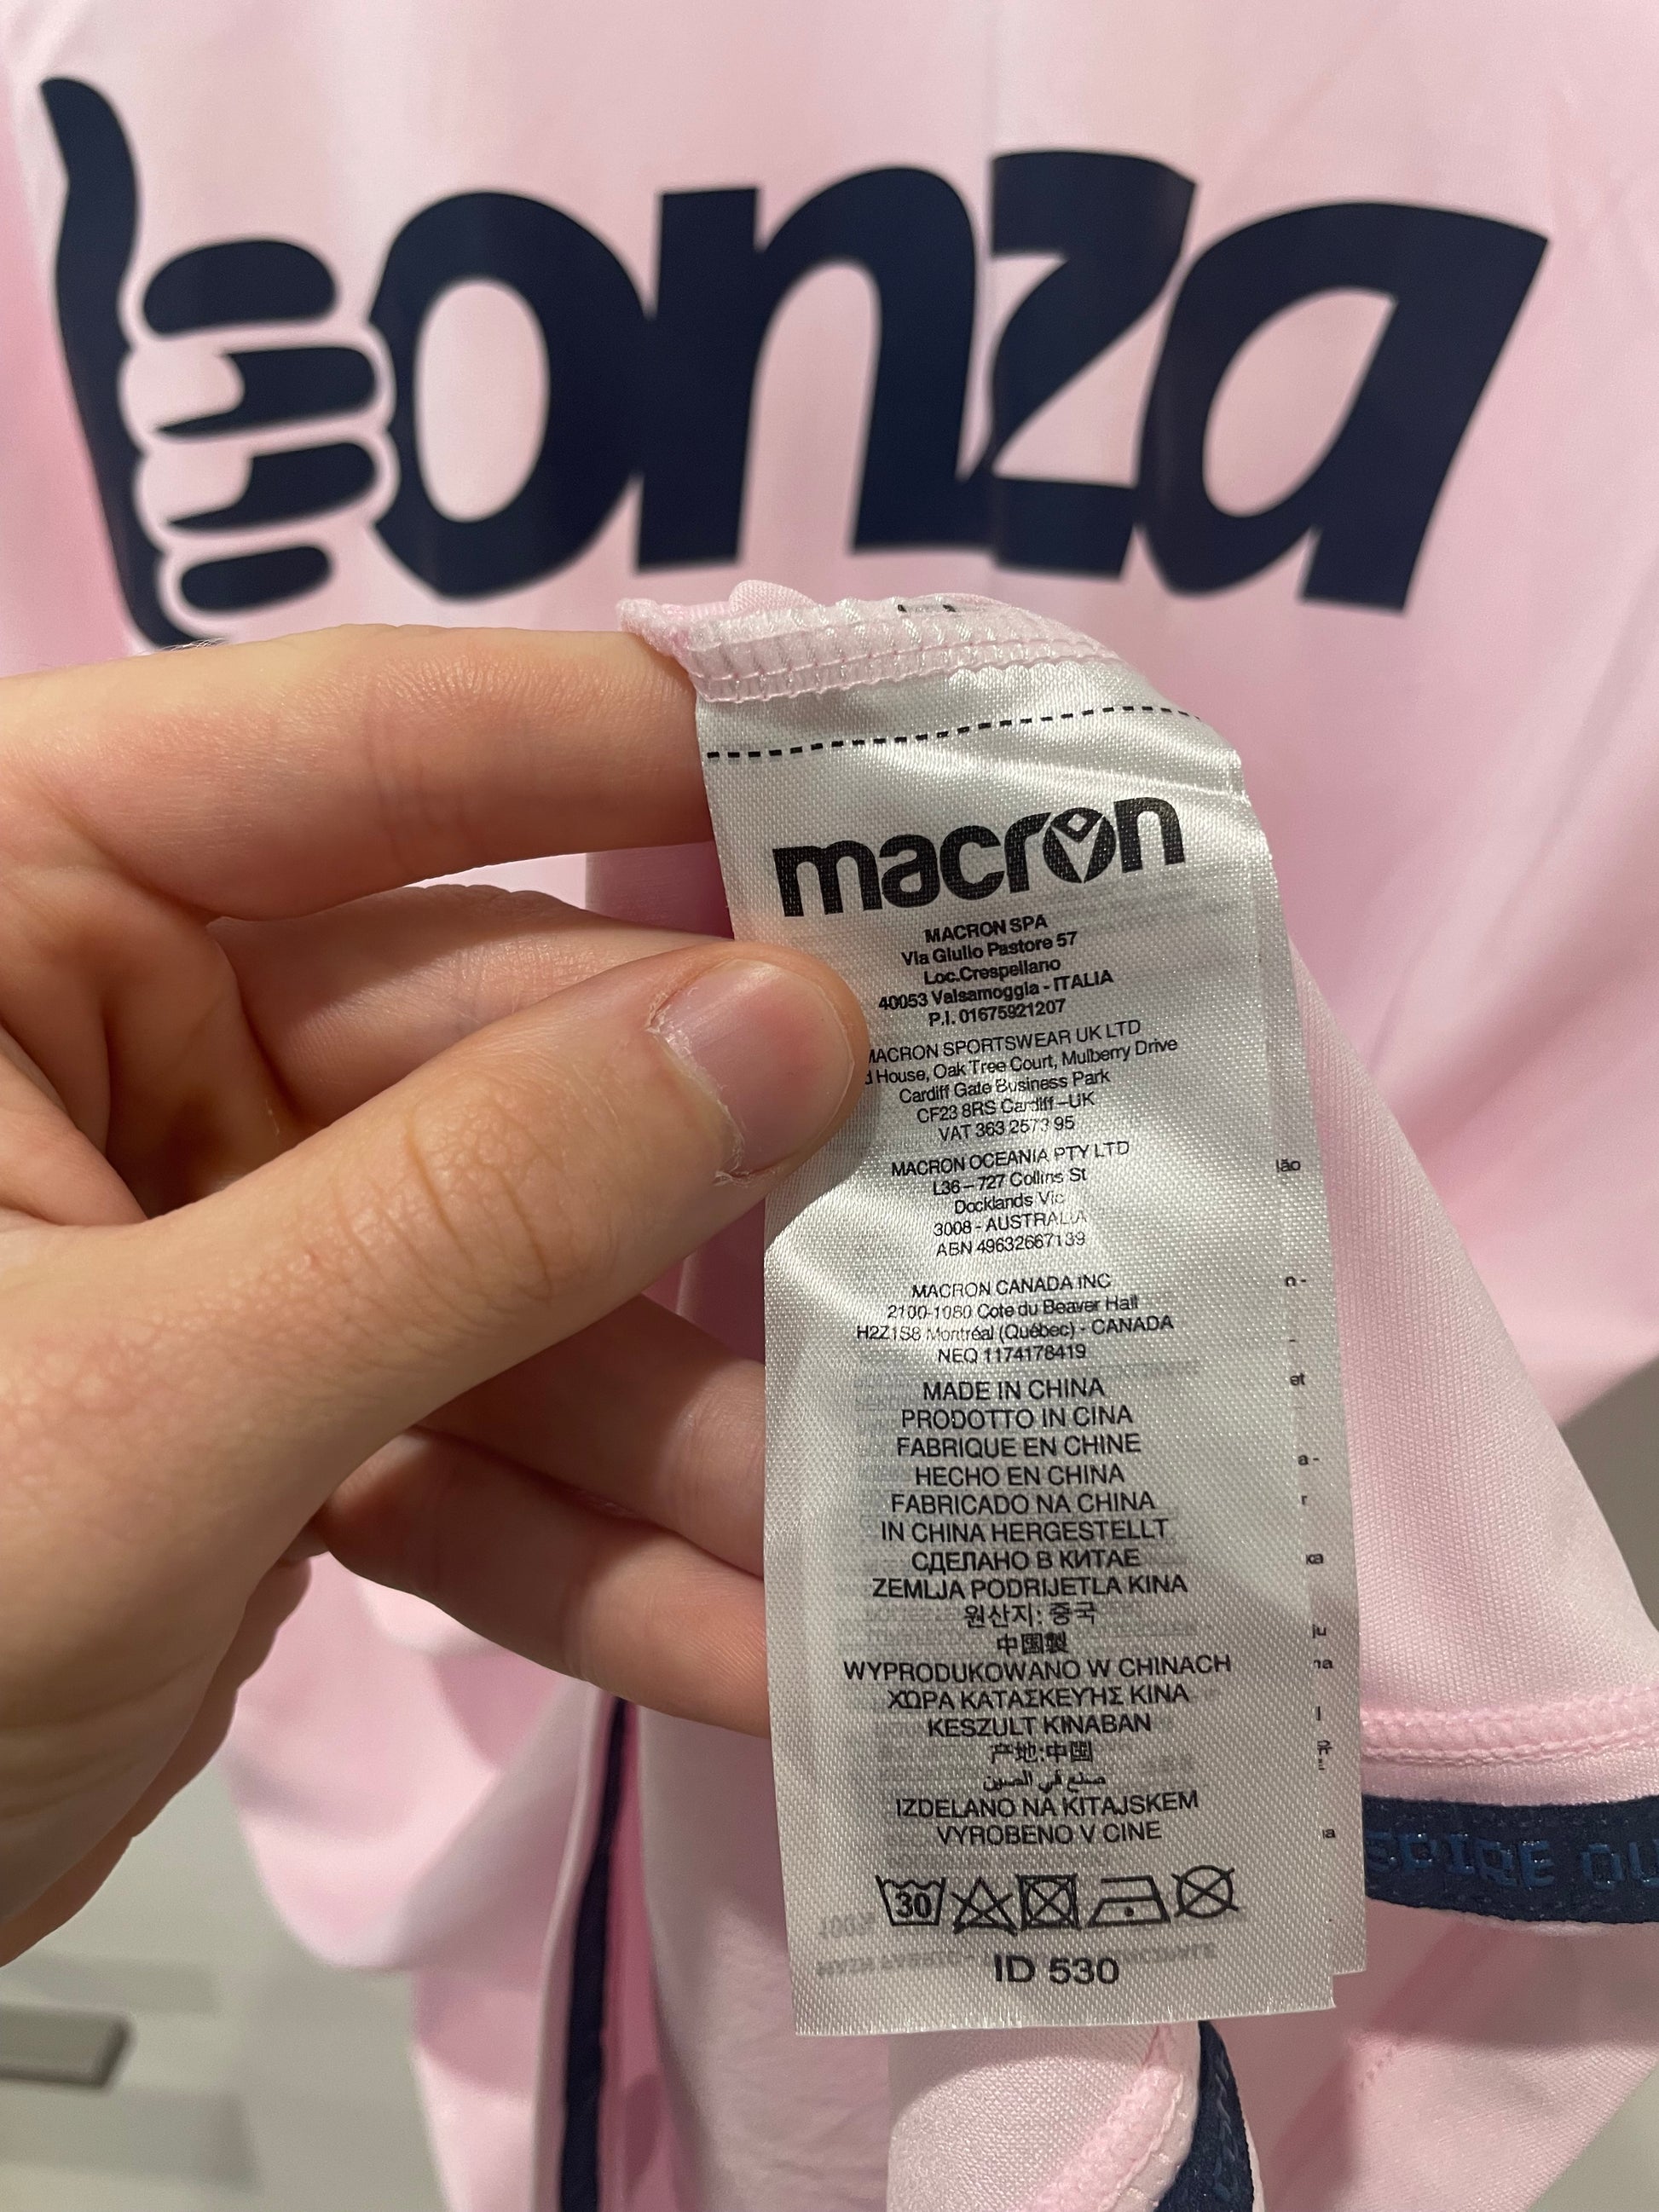 bonza
macron
MACRON SPA
Via Giulio Pastore 57
Loc.Crespellano
40053 Valsamoggia - ITALIA
P.I. 01675921207
MACRON SPORTSWEAR UK LTD
House, Oak Tree Court, Mulberry Drive
Cardiff Gate Business Park
CF23 8RS Cardiff –UK
VAT 363 2573 95
MACRON OCEANIA PTY LTD
L36 – 727 Collins St
Docklands Vic
3008 - AUSTRALIA
ABN 49632667139
MACRON CANADA INC
2100-1080 Cote du Beaver Hall
H2Z1S8 Montréal (Québec) - CANADA
NEQ 1174178419
MADE IN CHINA
PRODOTTO IN CINA
FABRIQUE EN CHINE
HECHO EN CHINA
FABRICADO NA CHINA
IN CHINA HERGESTELLT
СДЕЛАНО В КИТАЕ
ZEMLJA PODRIJETLA KINA
원산지: 중국
中国製
WYPRODUKOWANO W CHINACH
ΧΩΡΑ ΚΑΤΑΣΚΕΥΗΣ ΚΙΝΑ
KESZULT KINABAN
产地:中国
صنع في الصين
IZDELANO NA KITAJSKEM
VYROBENO V CINE
30
ID 530
SPIRE OU